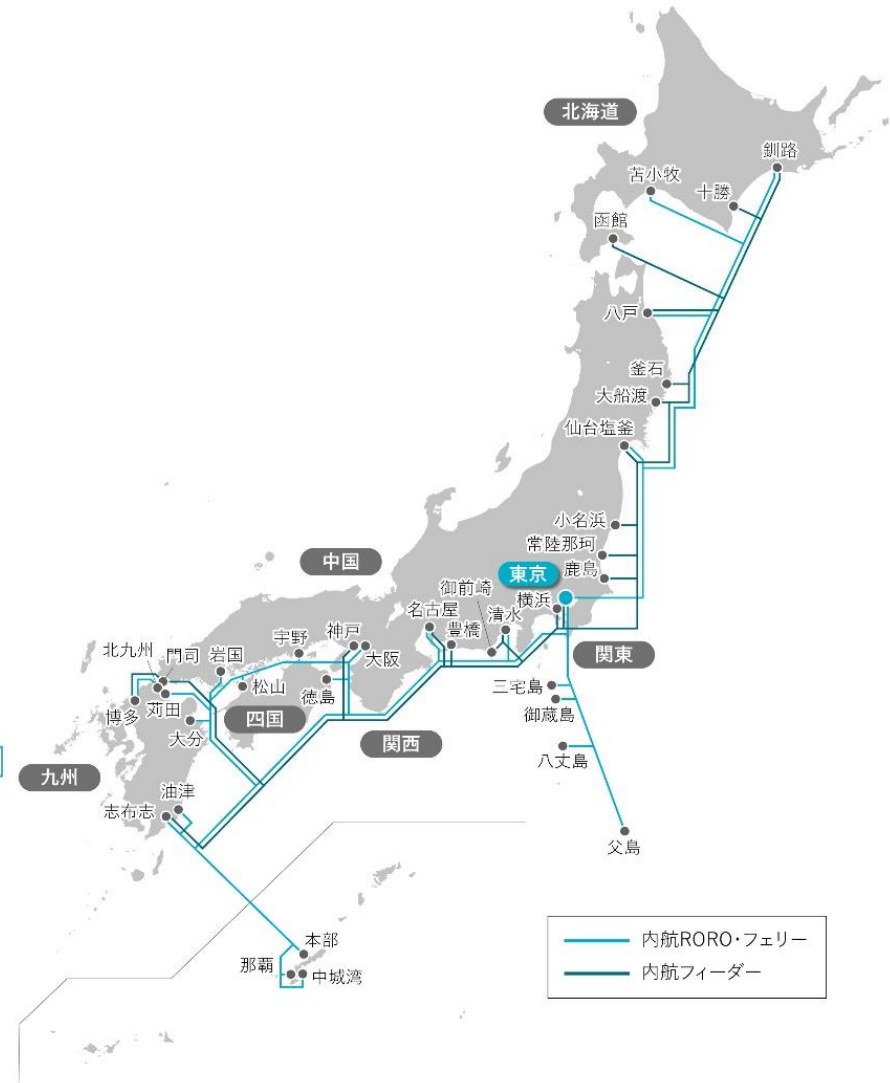 北海道
釧路
苫小牧
十勝
函館
八戸
釜石
大船渡
仙台塩釜
小名浜
常陸那珂
鹿島
東京
横浜
中国
御前崎
清水
名古屋
豊橋
関東
神戸
大阪
宇野
岩国
門司
北九州
松山
徳島
三宅島
御蔵島
博多
苅田
四国
大分
関西
八丈島
九州
油津
志布志
父島
本部
那覇
中城湾
内航RORO・フェリー
内航フィーダー